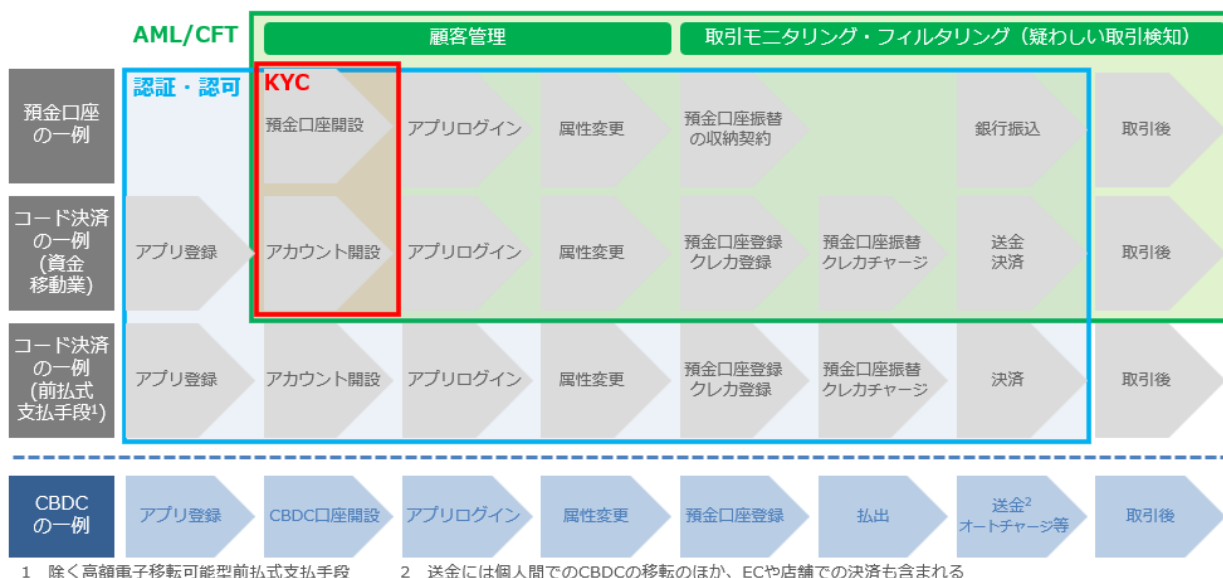 AML/CFT
顧客管理
取引モニタリング・フィルタリング（疑わしい取引検知）
認証・認可
KYC
預金口座
の一例
預金口座開設
アプリログイン
属性変更
預金口座振替
の収納契約
銀行振込
取引後
コード決済
の一例
(資金
移動業)
アプリ登録
アカウント開設
アプリログイン
属性変更
預金口座登録
クレカ登録
預金口座振替
クレカチャージ
送金
決済
取引後
コード決済
の一例
(前払式
支払手段1)
アプリ登録
アカウント開設
アプリログイン
属性変更
預金口座登録
クレカ登録
預金口座振替
クレカチャージ
決済
取引後
CBDC
の一例
アプリ登録
CBDC口座開設
アプリログイン
属性変更
預金口座登録
払出
送金2
オートチャージ等
取引後
1 除く高額電子移転可能型前払式支払手段 2 送金には個人間でのCBDCの移転のほか、ECや店舗での決済も含まれる